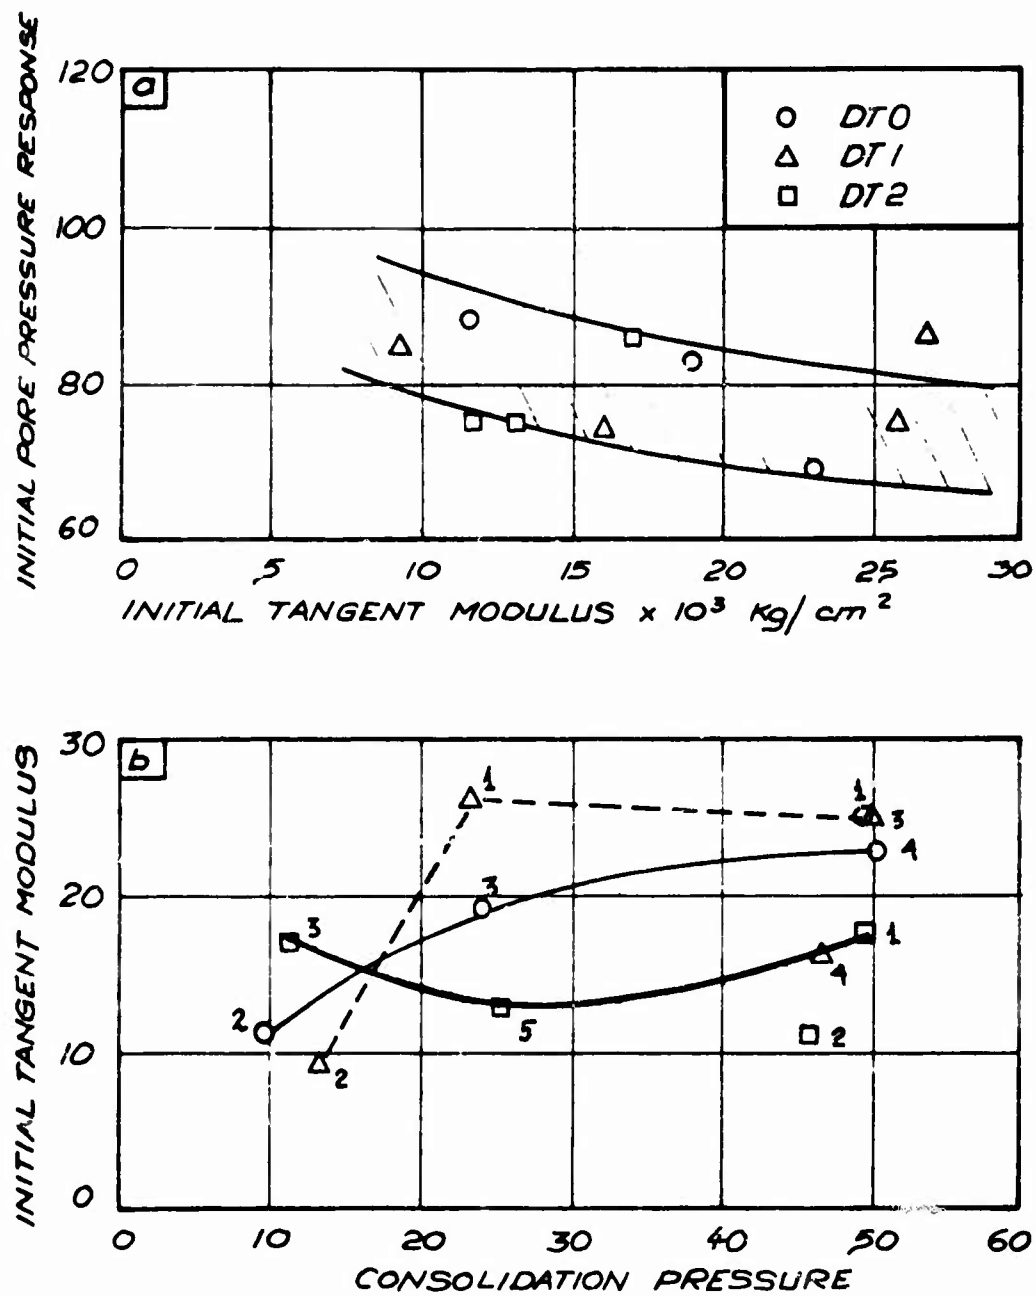 a
INITIAL PORE PRESSURE RESPONSE
120
100
80
60
○ DT0
△ DT1
□ DT2
0 5 10 15 20 25 30
INITIAL TANGENT MODULUS x 10³ kg/cm²
b
INITIAL TANGENT MODULUS
30
20
10
0
1
1
3
3
4
3
1
4
2
5
2
2
0 10 20 30 40 50 60
CONSOLIDATION PRESSURE